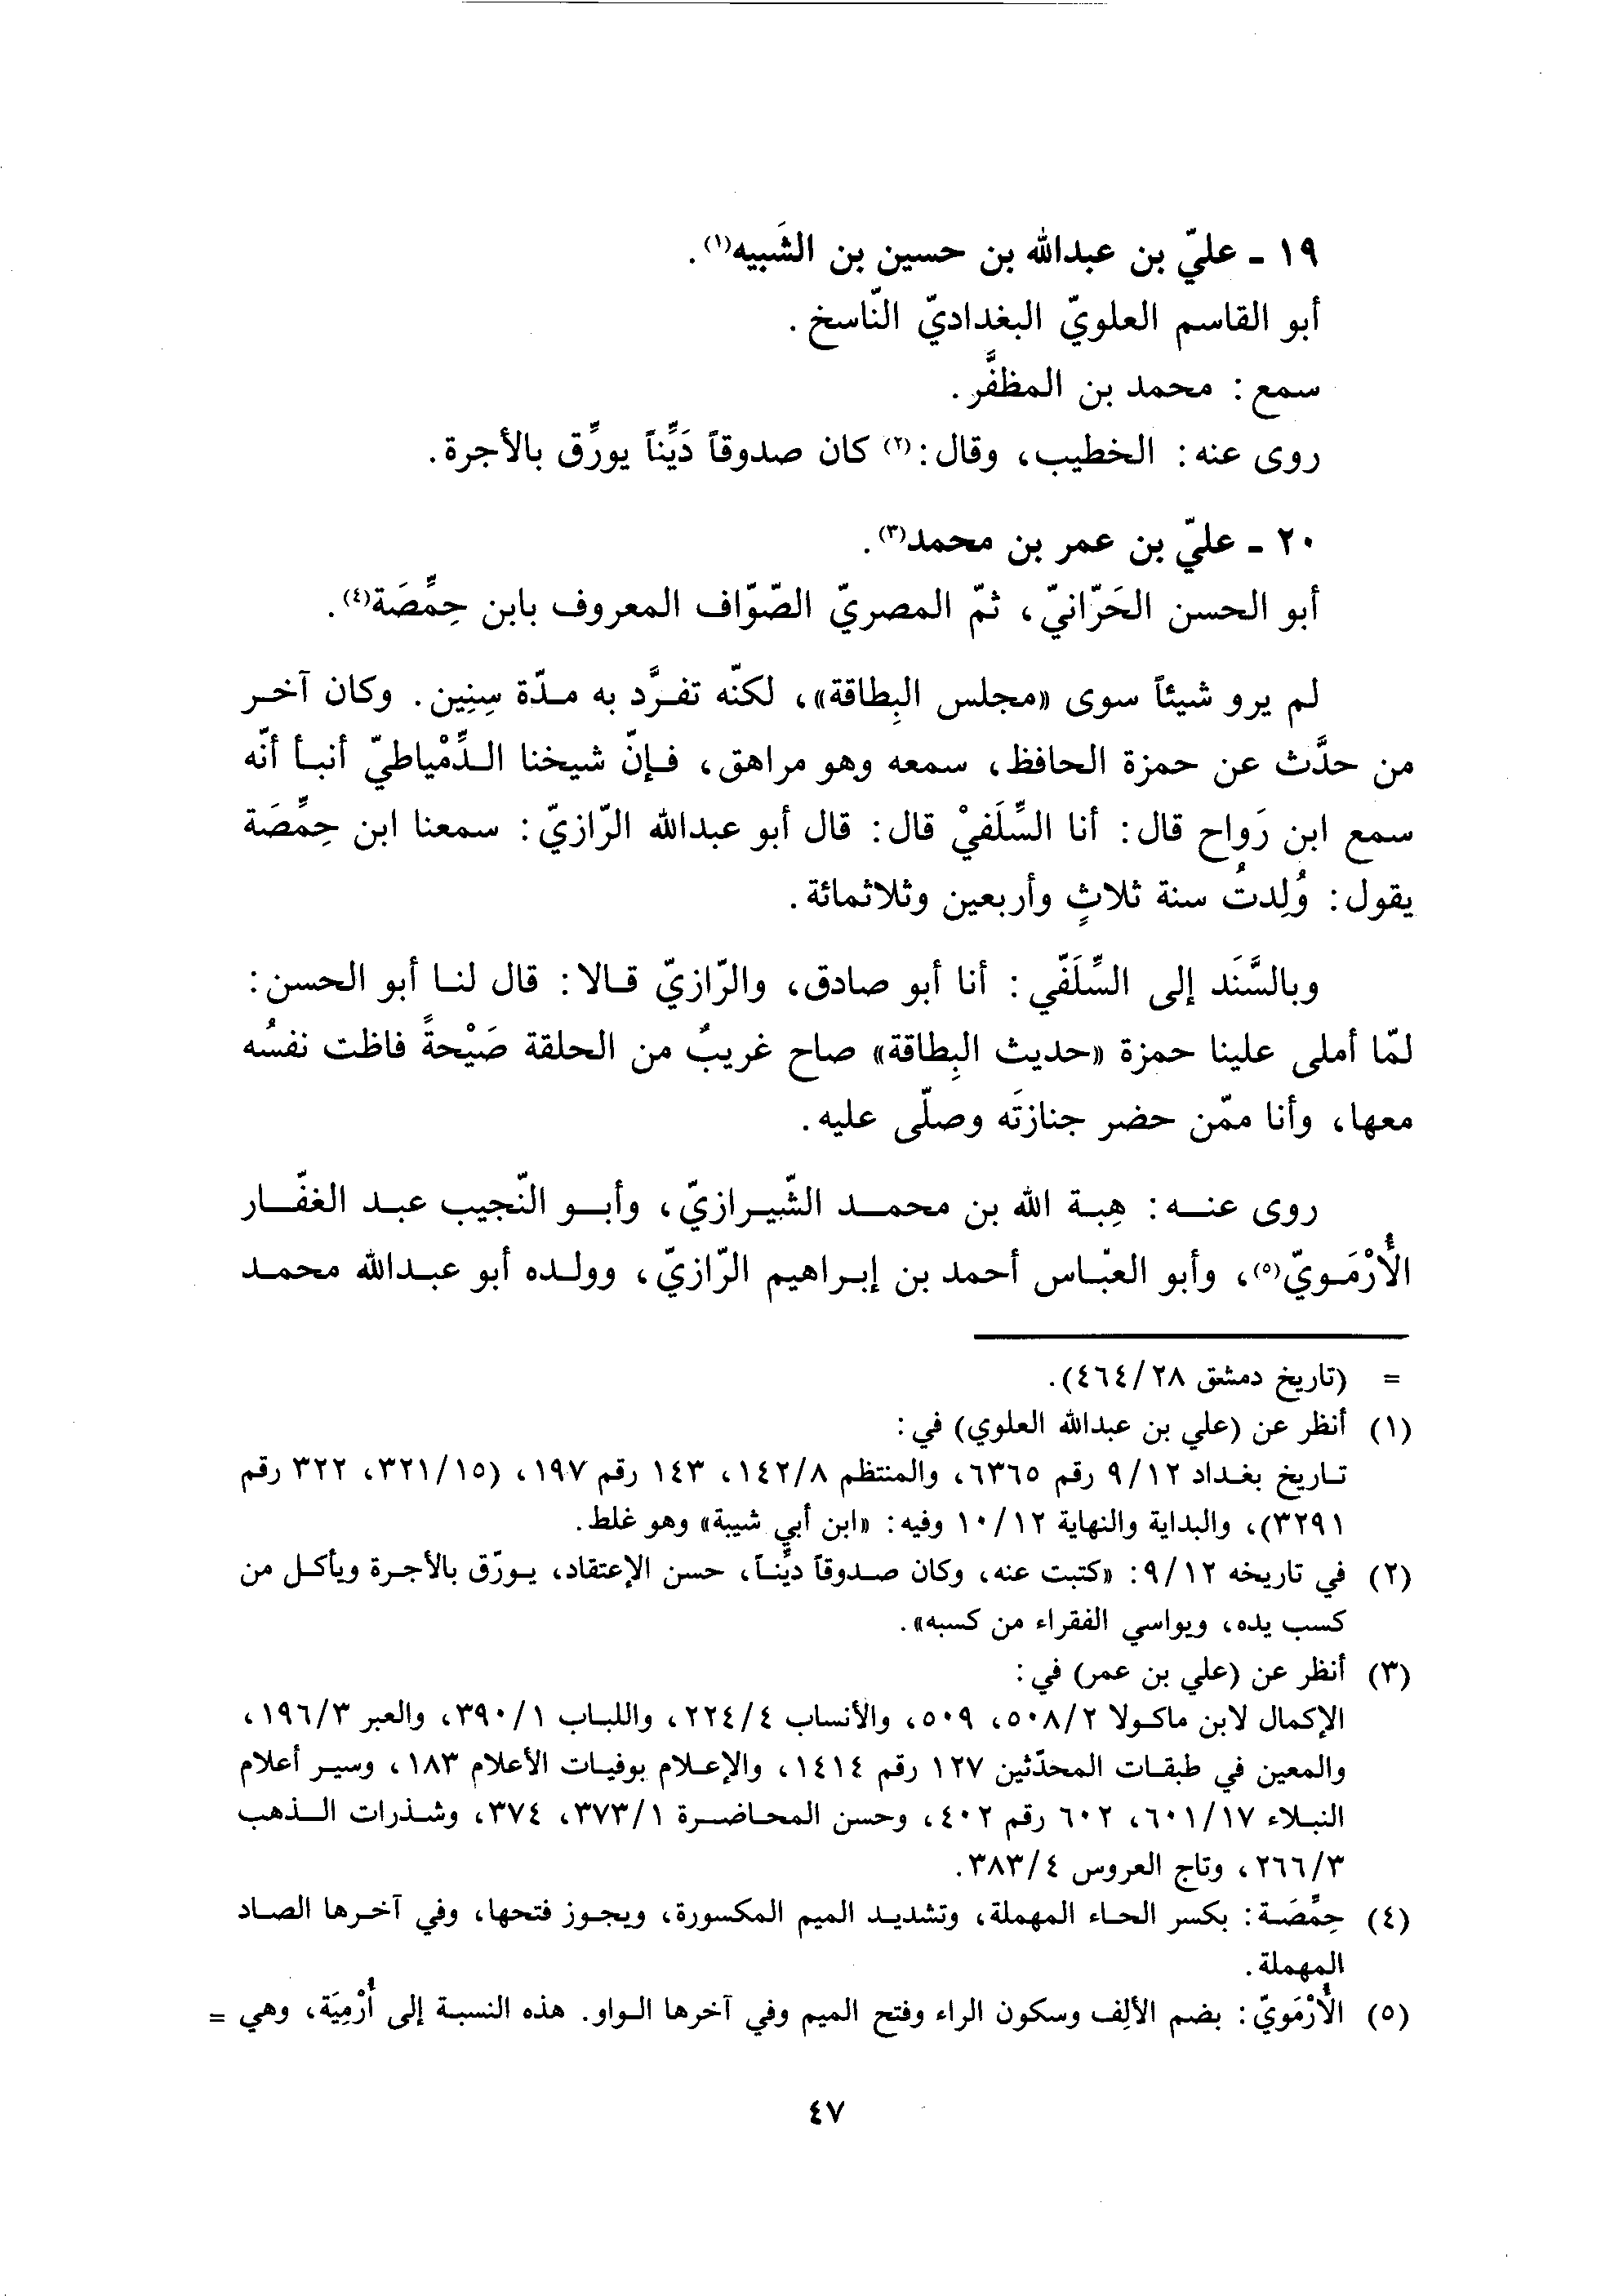 ١٩ ـ عليّ بن عبدالله بن حسين بن الشَبيه(١).
أبو القاسم العلويّ البغداديّ النّاسخ.
سمع: محمد بن المظفَّر.
روى عنه: الخطيب، وقال:(٢) كان صدوقاً دَيِّناً يورِّق بالأجرة.
٢٠ ـ عليّ بن عمر بن محمد(٣).
أبو الحسن الحَرّانيّ، ثمّ المصريّ الصّوّاف المعروف بابن حِمِّصَة(٤).
لم يرو شيئاً سوى «مجلس البِطاقة»، لكنّه تفرَّد به مدّة سِنِين. وكان آخر
من حدَّث عن حمزة الحافظ، سمعه وهو مراهق، فإنّ شيخنا الدِّمْياطيّ أنبأ أنّه
سمع ابن رَواح قال: أنا السِّلَفيْ قال: قال أبو عبدالله الرّازيّ: سمعنا ابن حِمِّصَة
يقول: وُلِدتُ سنة ثلاثٍ وأربعين وثلاثمائة.
وبالسَّنَد إلى السِّلَفّي: أنا أبو صادق، والرّازيّ قالا: قال لنا أبو الحسن:
لمّا أملى علينا حمزة «حديث البِطاقة» صاح غريبٌ من الحلقة صَيْحةً فاظت نفسُه
معها، وأنا ممّن حضر جنازتَه وصلّى عليه.
روى عنه: هِبة الله بن محمد الشّيرازيّ، وأبو النّجيب عبد الغفّار
الأُرْمَويّ(٥)، وأبو العبّاس أحمد بن إبراهيم الرّازيّ، وولده أبو عبدالله محمد
= (تاريخ دمشق ٤٦٤/٢٨).
(١) أنظر عن (علي بن عبدالله العلوي) في:
تاريخ بغداد ٩/١٢ رقم ٦٣٦٥، والمنتظم ١٤٢/٨، ١٤٣ رقم ١٩٧، (٣٢١/١٥، ٣٢٢ رقم
٣٢٩١)، والبداية والنهاية ١٠/١٢ وفيه: «ابن أبي شيبة» وهو غلط.
(٢) في تاريخه ٩/١٢: «كتبت عنه، وكان صدوقاً ديِّناً، حسن الإعتقاد، يورّق بالأجرة ويأكل من
كسب يده، ويواسي الفقراء من كسبه».
(٣) أنظر عن (علي بن عمر) في:
الإكمال لابن ماكولا ٥٠٨/٢، ٥٠٩، والأنساب ٢٢٤/٤، واللباب ٣٩٠/١، والعبر ١٩٦/٣،
والمعين في طبقات المحدّثين ١٢٧ رقم ١٤١٤، والإعلام بوفيات الأعلام ١٨٣، وسير أعلام
النبلاء ٦٠١/١٧، ٦٠٢ رقم ٤٠٢، وحسن المحاضرة ٣٧٣/١، ٣٧٤، وشذرات الذهب
٢٦٦/٣، وتاج العروس ٣٨٣/٤.
(٤) حِمِّصَة: بكسر الحاء المهملة، وتشديد الميم المكسورة، ويجوز فتحها، وفي آخرها الصاد
المهملة.
(٥) الأُرْمَويّ: بضم الألِف وسكون الراء وفتح الميم وفي آخرها الواو. هذه النسبة إلى أُرْمِيَة، وهي =
٤٧